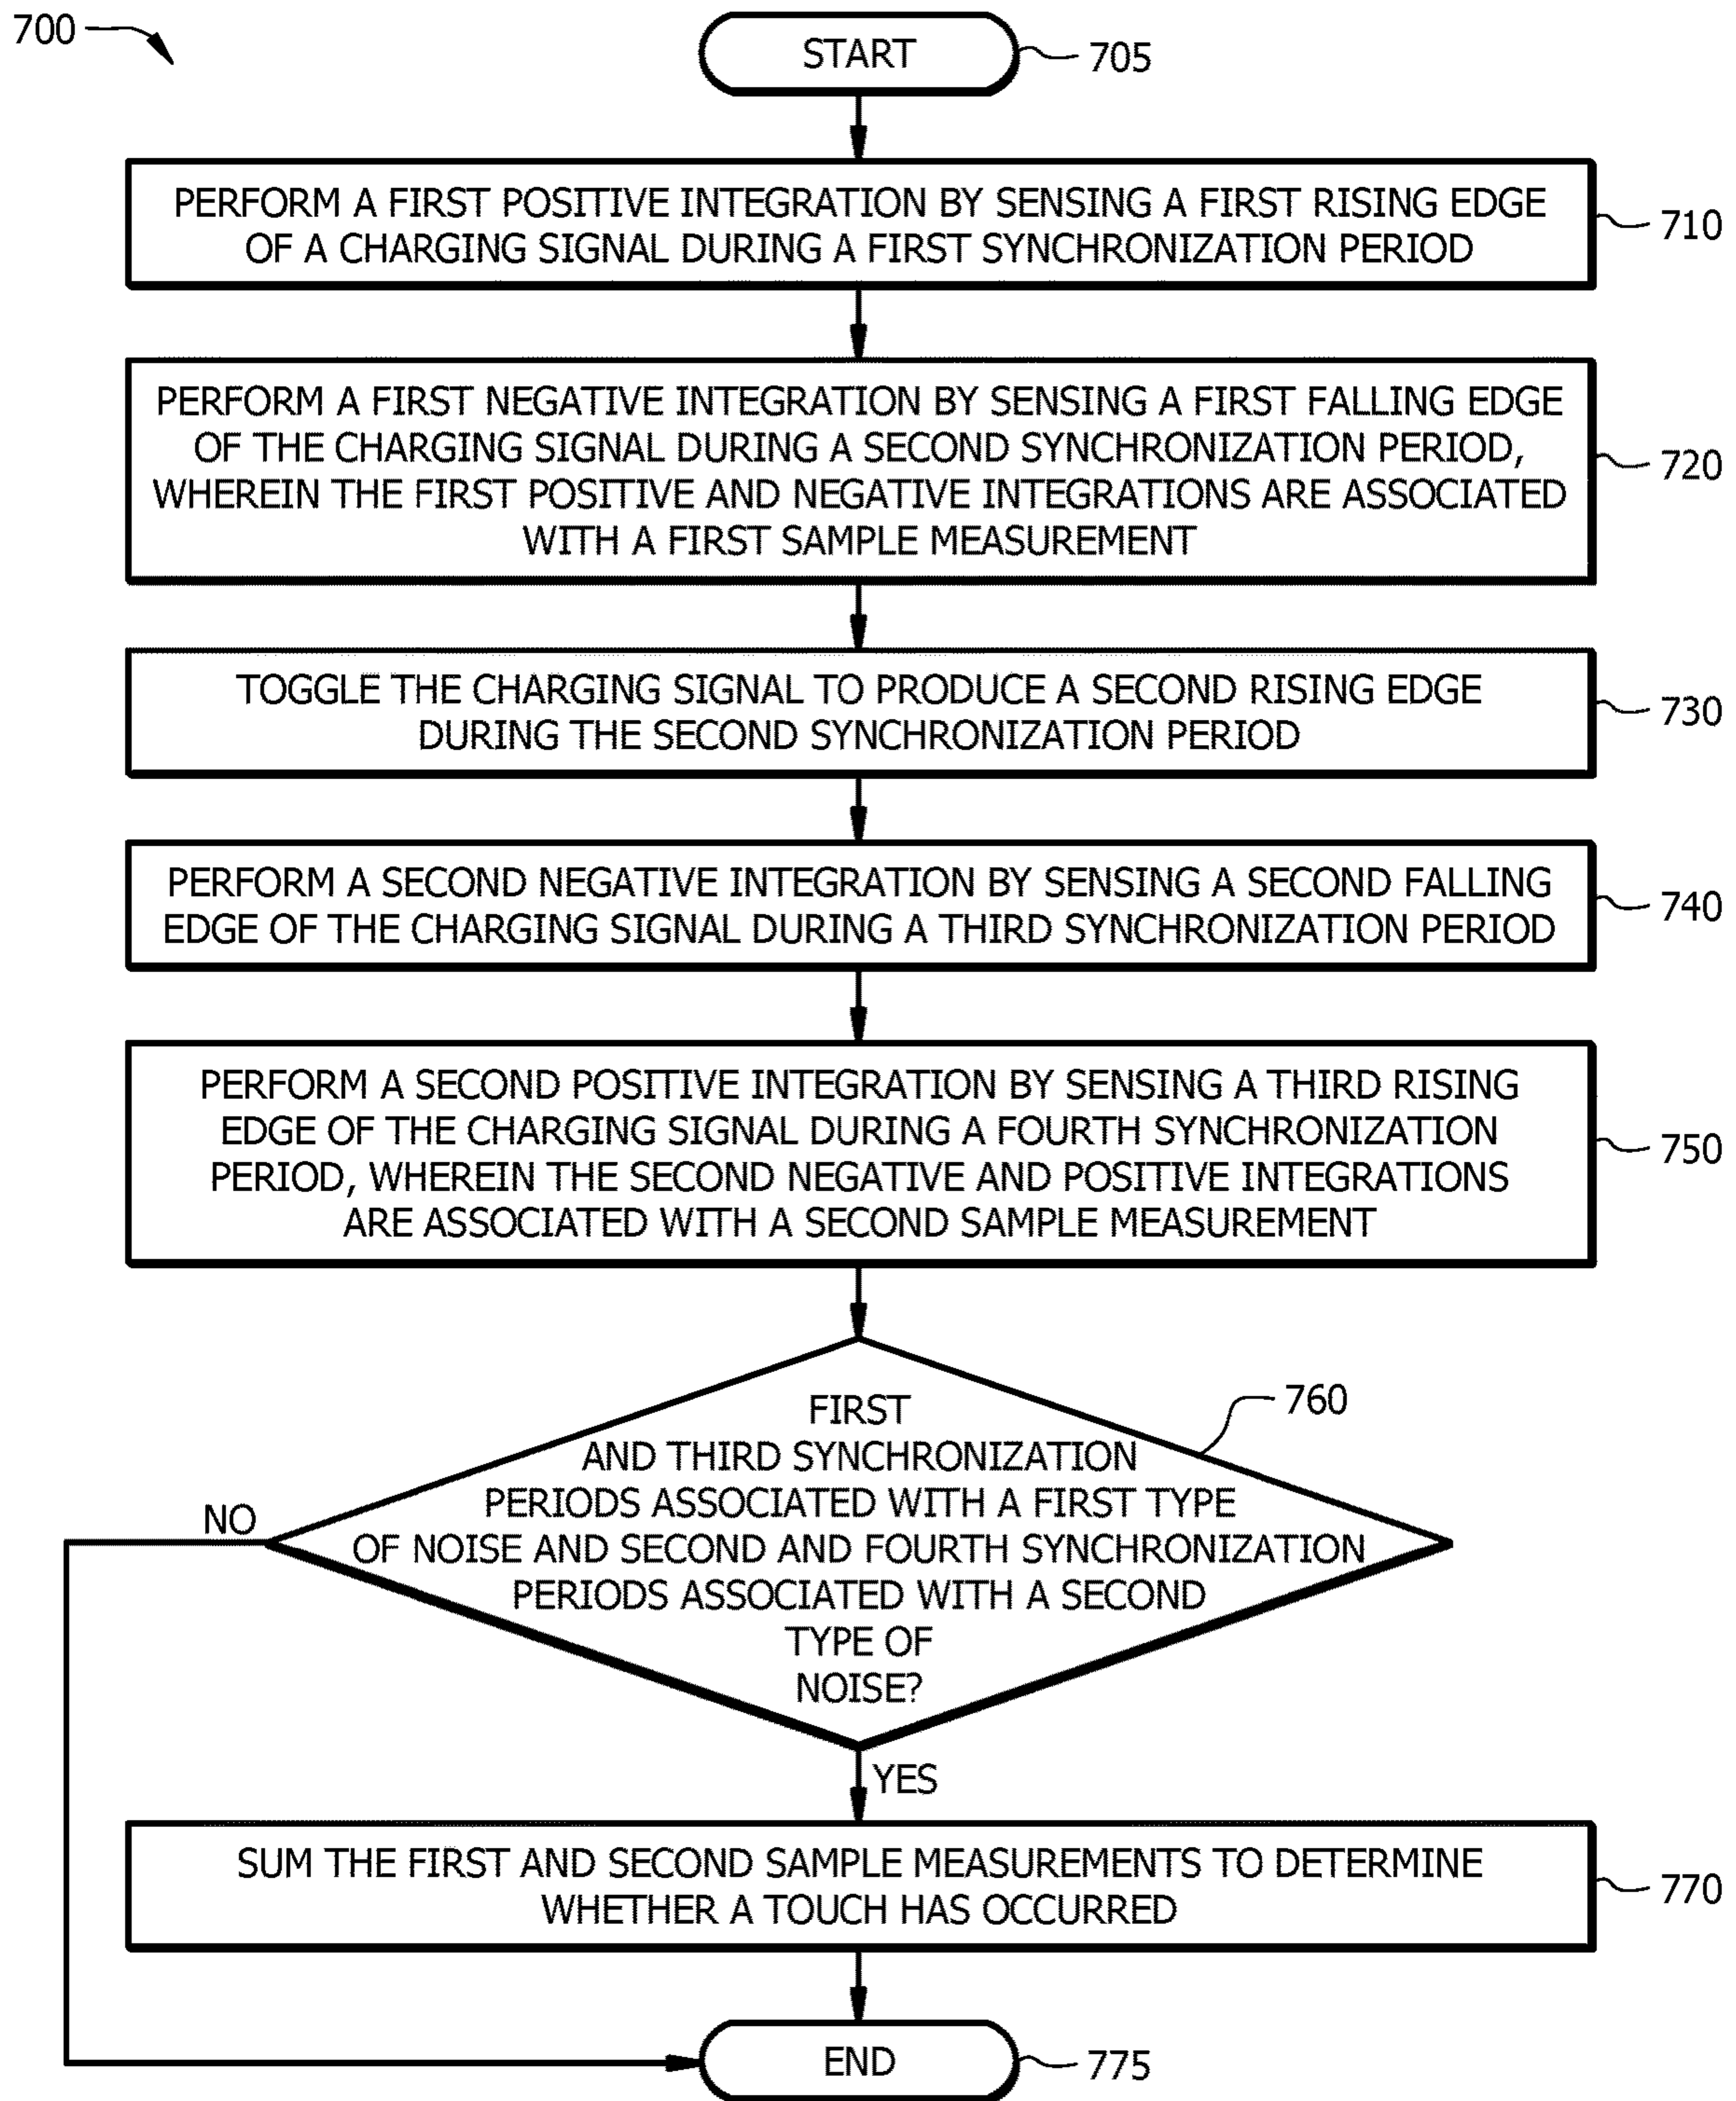 700
START
705
PERFORM A FIRST POSITIVE INTEGRATION BY SENSING A FIRST RISING EDGE
OF A CHARGING SIGNAL DURING A FIRST SYNCHRONIZATION PERIOD
710
PERFORM A FIRST NEGATIVE INTEGRATION BY SENSING A FIRST FALLING EDGE
OF THE CHARGING SIGNAL DURING A SECOND SYNCHRONIZATION PERIOD,
WHEREIN THE FIRST POSITIVE AND NEGATIVE INTEGRATIONS ARE ASSOCIATED
WITH A FIRST SAMPLE MEASUREMENT
720
TOGGLE THE CHARGING SIGNAL TO PRODUCE A SECOND RISING EDGE
DURING THE SECOND SYNCHRONIZATION PERIOD
730
PERFORM A SECOND NEGATIVE INTEGRATION BY SENSING A SECOND FALLING
EDGE OF THE CHARGING SIGNAL DURING A THIRD SYNCHRONIZATION PERIOD
740
PERFORM A SECOND POSITIVE INTEGRATION BY SENSING A THIRD RISING
EDGE OF THE CHARGING SIGNAL DURING A FOURTH SYNCHRONIZATION
PERIOD, WHEREIN THE SECOND NEGATIVE AND POSITIVE INTEGRATIONS
ARE ASSOCIATED WITH A SECOND SAMPLE MEASUREMENT
750
FIRST
AND THIRD SYNCHRONIZATION
PERIODS ASSOCIATED WITH A FIRST TYPE
OF NOISE AND SECOND AND FOURTH SYNCHRONIZATION
PERIODS ASSOCIATED WITH A SECOND
TYPE OF
NOISE?
760
NO
YES
SUM THE FIRST AND SECOND SAMPLE MEASUREMENTS TO DETERMINE
WHETHER A TOUCH HAS OCCURRED
770
END
775